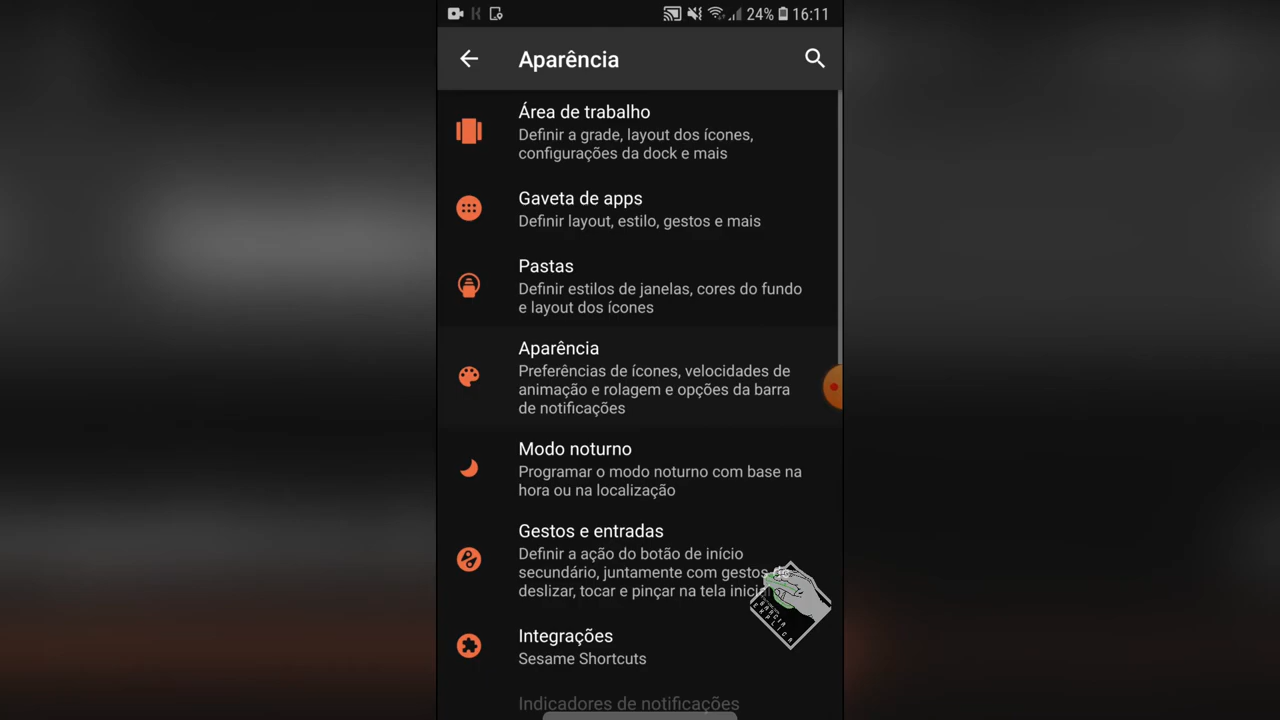 24% 16:11
Aparência
Área de trabalho
Definir a grade, layout dos ícones,
configurações da dock e mais
Gaveta de apps
Definir layout, estilo, gestos e mais
Pastas
Definir estilos de janelas, cores do fundo
e layout dos ícones
Aparência
Preferências de ícones, velocidades de
animação e rolagem e opções da barra
de notificações
Modo noturno
Programar o modo noturno com base na
hora ou na localização
Gestos e entradas
Definir a ação do botão de início
secundário, juntamente com gestos
deslizar, tocar e pinçar na tela
Integrações
Sesame Shortcuts
Indicadores de notificações
EXPLICA